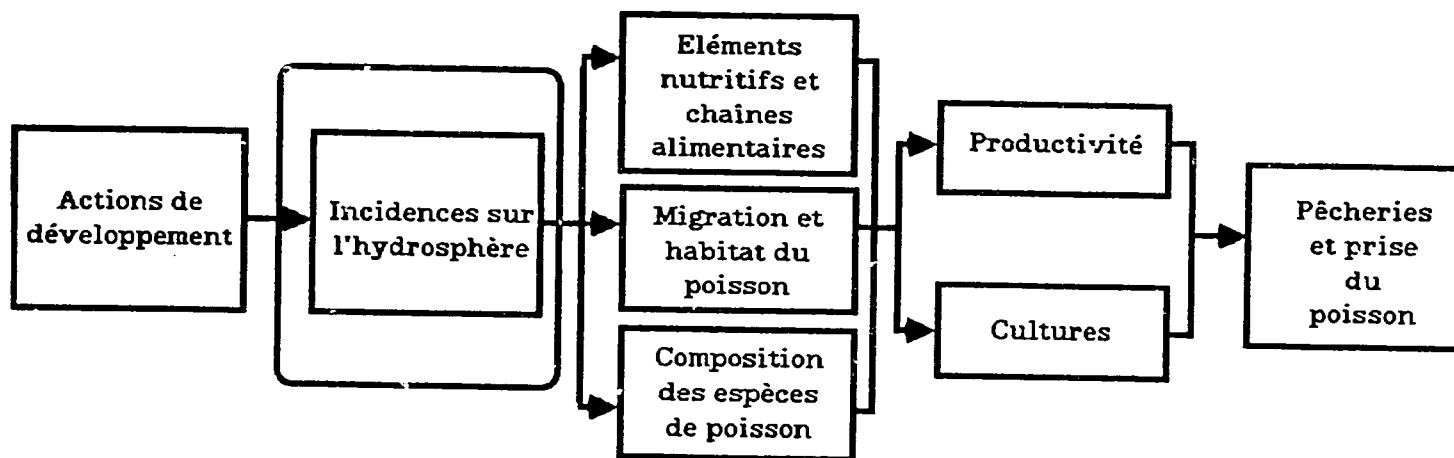 Actions de
développement
Incidences sur
l'hydrosphère
Eléments
nutritifs et
chaines
alimentaires
Migration et
habitat du
poisson
Composition
des espèces
de poisson
Productivité
Cultures
Pêcheries
et prise
du
poisson